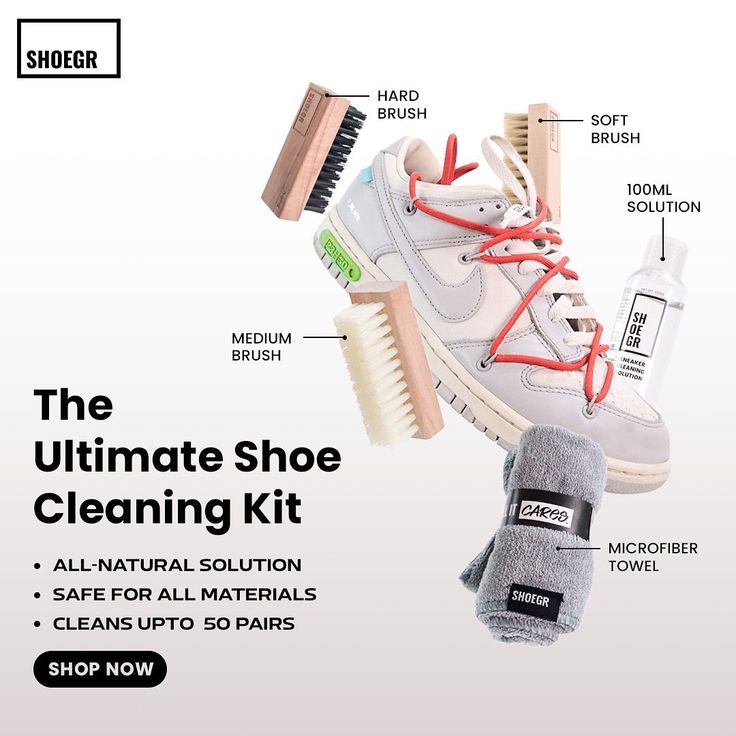 SHOEGR
HARD
BRUSH
SOFT
BRUSH
100ML
SOLUTION
SHOEGR
SH
OE
GR
SNEAKER
CLEANING
SOLUTION
MEDIUM
BRUSH
The
Ultimate Shoe
Cleaning Kit
CARES.
MICROFIBER
TOWEL
SHOEGR
• ALL-NATURAL SOLUTION
• SAFE FOR ALL MATERIALS
• CLEANS UPTO 50 PAIRS
SHOP NOW